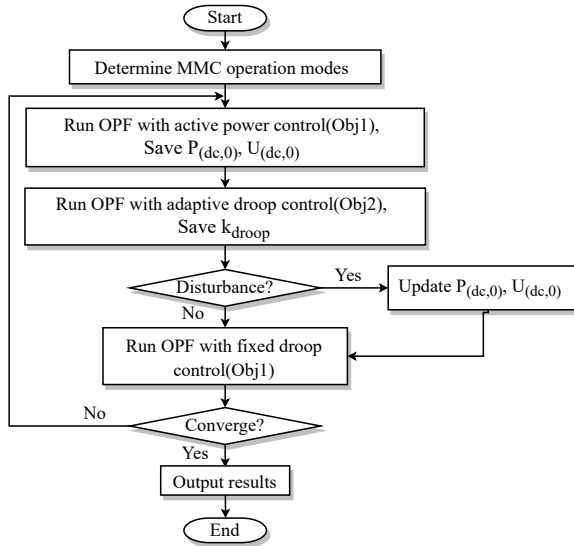 Start
Determine MMC operation modes
Run OPF with active power control(Obj1),
Save P(dc,0), U(dc,0)
Run OPF with adaptive droop control(Obj2),
Save kdroop
Disturbance?
Yes
Update P(dc,0), U(dc,0)
No
Run OPF with fixed droop
control(Obj1)
No
Converge?
Yes
Output results
End